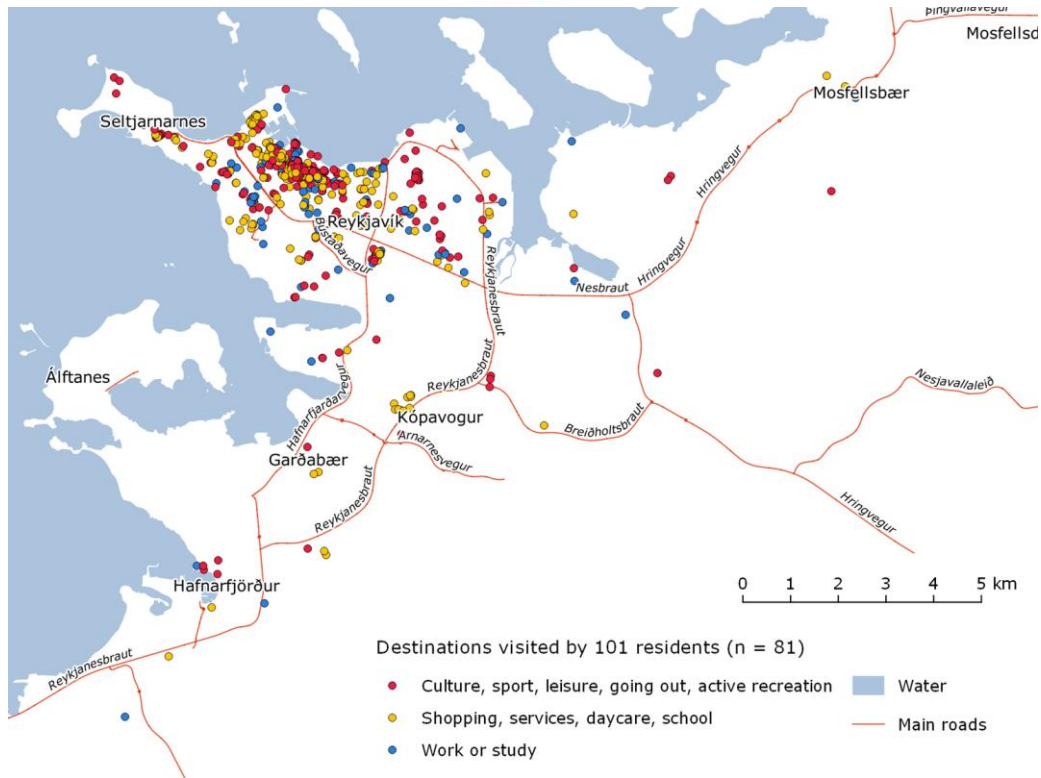 Þingvallavegur
Mosfellsd
Mosfellsbær
Seltjarnarnes
Hringvegur
Reykjavík
Bústaðavegur
Reykjanesbraut
Hringvegur
Nesbraut
Álftanes
Hafnarfjarðarvegur
Reykjanesbraut
Nesjavallaleið
Kópavogur
Breiðholtsbraut
Arnarnesvegur
Garðabær
Reykjanesbraut
Hringvegur
Hafnarfjörður
0 1 2 3 4 5 km
Reykjanesbraut
Destinations visited by 101 residents (n = 81)
Culture, sport, leisure, going out, active recreation
Water
Shopping, services, daycare, school
Main roads
Work or study